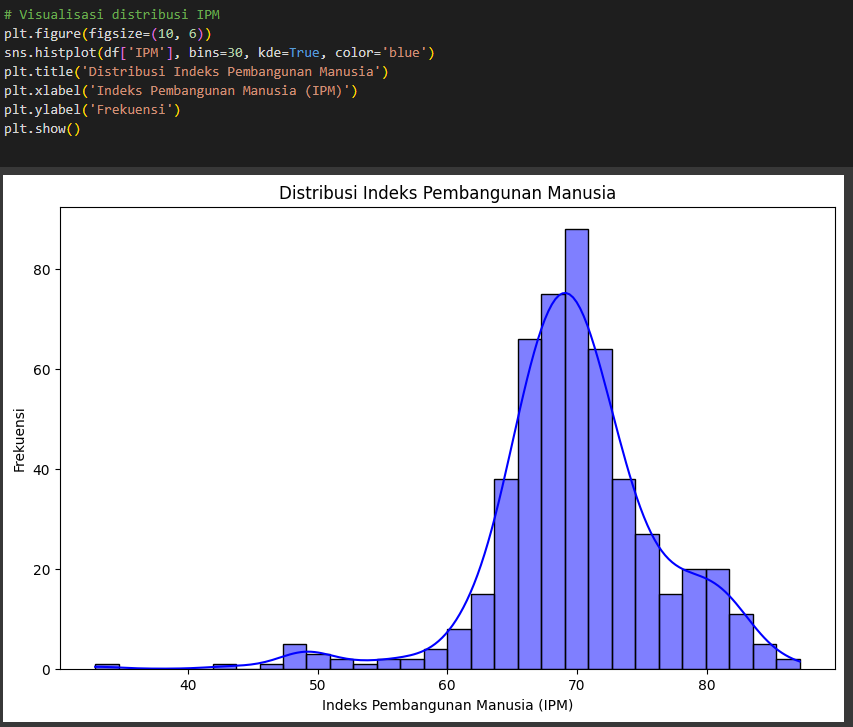 # Visualisasi distribusi IPM
plt.figure(figsize=(10, 6))
sns.histplot(df['IPM'], bins=30, kde=True, color='blue')
plt.title('Distribusi Indeks Pembangunan Manusia')
plt.xlabel('Indeks Pembangunan Manusia (IPM)')
plt.ylabel('Frekuensi')
plt.show()
Distribusi Indeks Pembangunan Manusia
Frekuensi
80
60
40
20
0
40 50 60 70 80
Indeks Pembangunan Manusia (IPM)